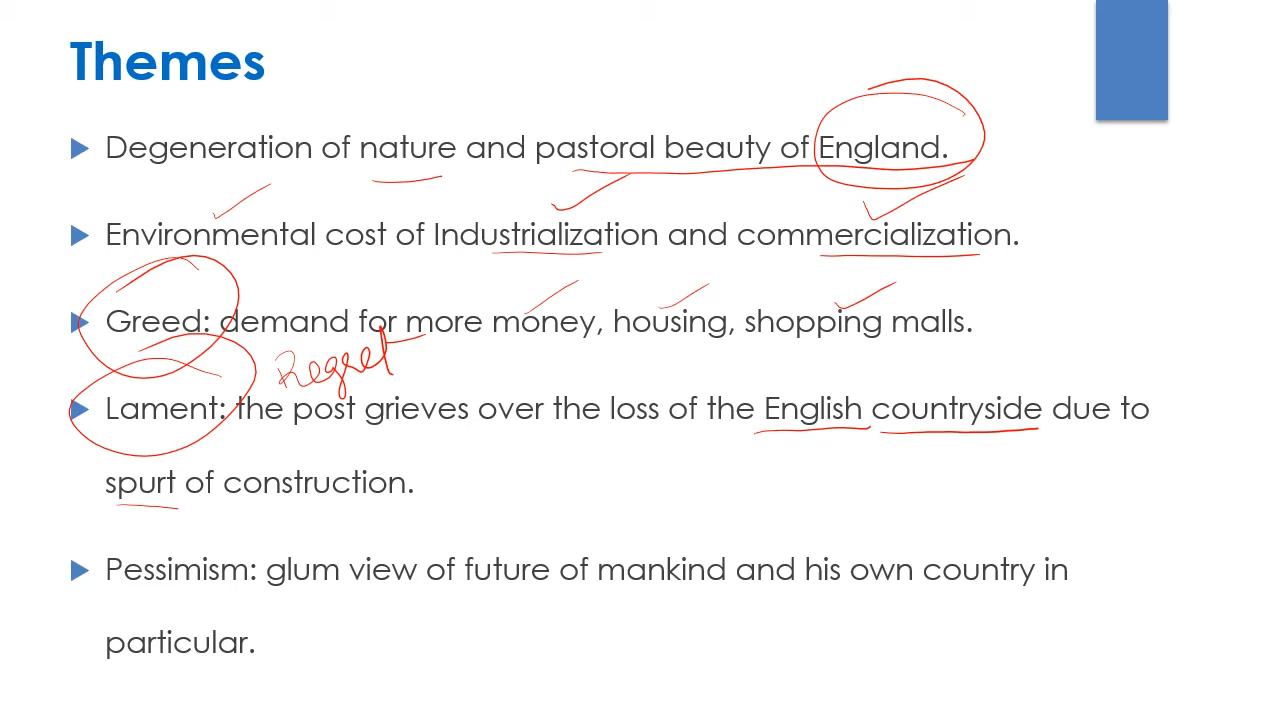 Themes
Degeneration of nature and pastoral beauty of England.
Environmental cost of Industrialization and commercialization.
Greed: demand for more money, housing, shopping malls.
Regret
Lament: the post grieves over the loss of the English countryside due to
spurt of construction.
Pessimism: glum view of future of mankind and his own country in
particular.